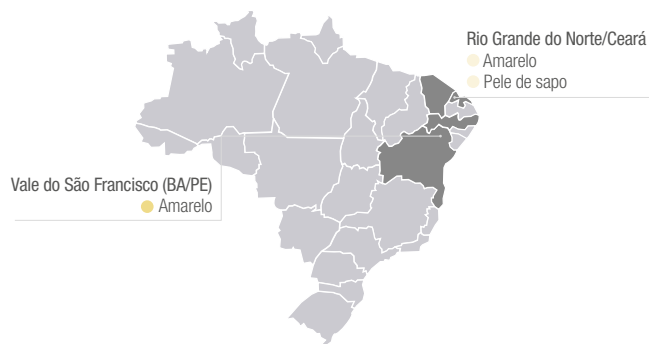 Rio Grande do Norte/Ceará
Amarelo
Pele de sapo
Vale do São Francisco (BA/PE)
Amarelo